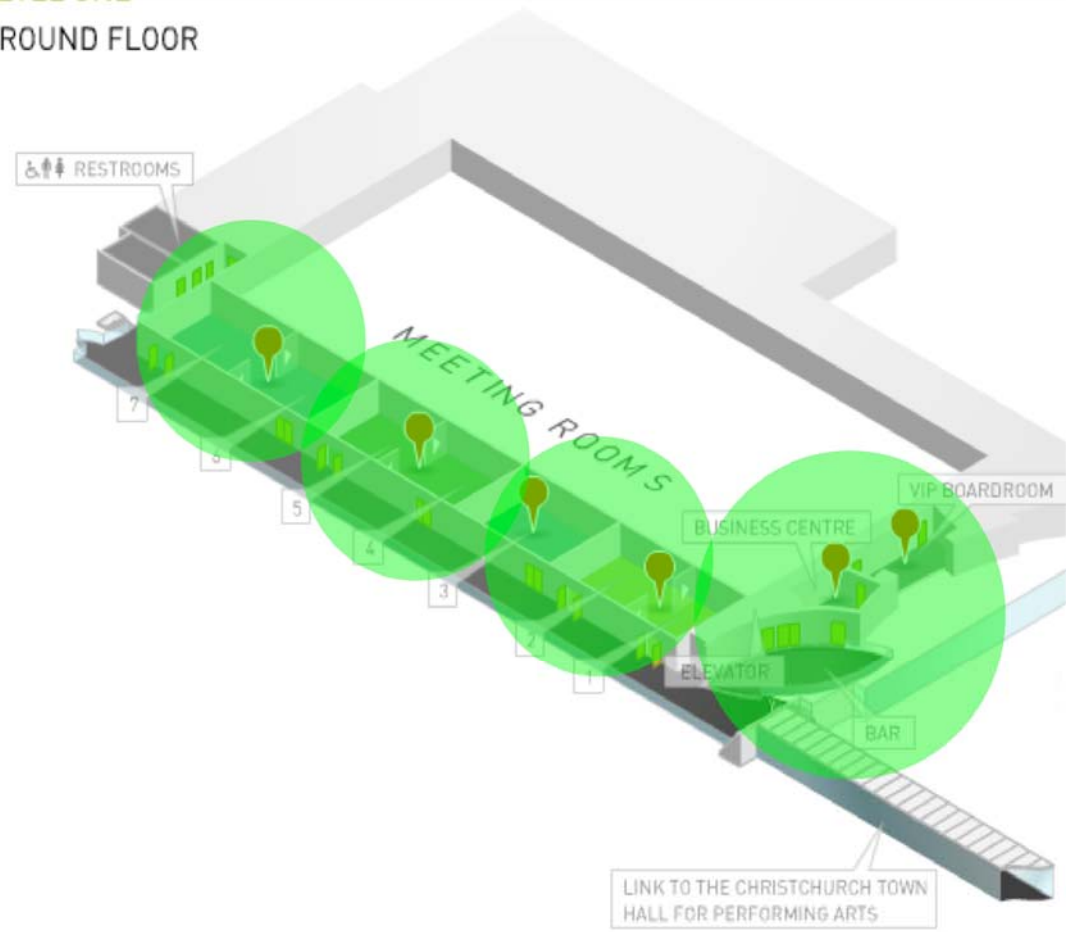 ROUND FLOOR
RESTROOMS
MEETING ROOMS
VIP BOARDROOM
BUSINESS CENTRE
7
6
5
4
3
2
1
ELEVATOR
BAR
LINK TO THE CHRISTCHURCH TOWN
HALL FOR PERFORMING ARTS